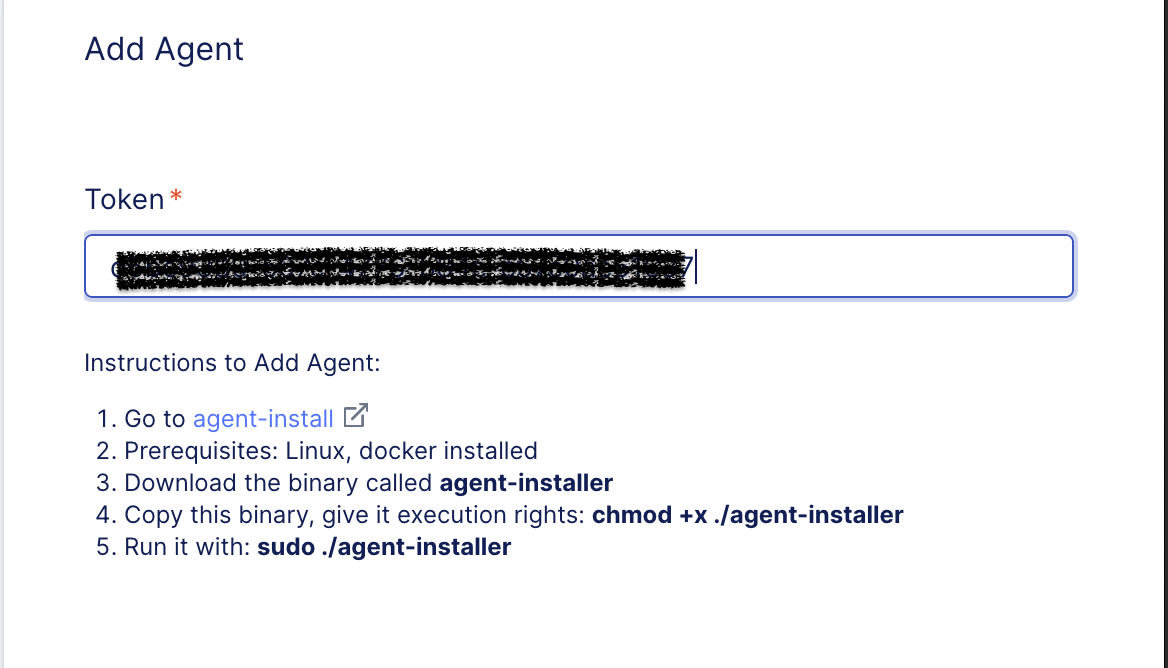 Add Agent
Token *
Instructions to Add Agent:
1. Go to agent-install
2. Prerequisites: Linux, docker installed
3. Download the binary called agent-installer
4. Copy this binary, give it execution rights: chmod +x ./agent-installer
5. Run it with: sudo ./agent-installer